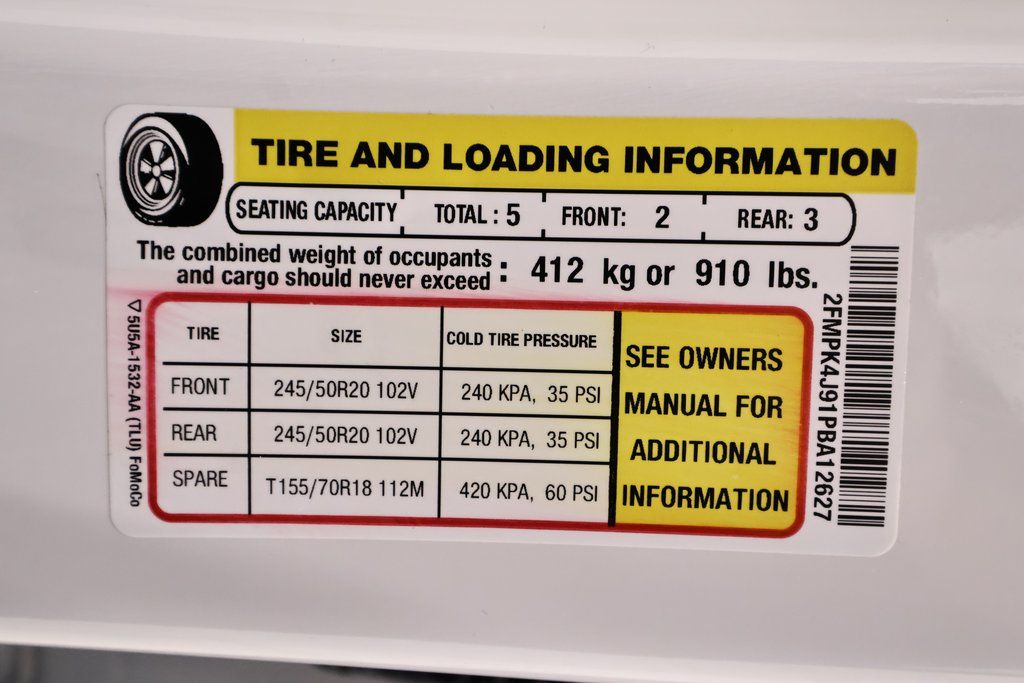 TIRE AND LOADING INFORMATION
SEATING CAPACITY TOTAL : 5 FRONT: 2 REAR: 3
The combined weight of occupants
and cargo should never exceed : 412 kg or 910 lbs.
TIRE SIZE COLD TIRE PRESSURE
FRONT 245/50R20 102V 240 KPA, 35 PSI
REAR 245/50R20 102V 240 KPA, 35 PSI
SPARE T155/70R18 112M 420 KPA, 60 PSI
SEE OWNERS
MANUAL FOR
ADDITIONAL
INFORMATION
5U5A-1532-AA (TLU) FoMoCo
2FMPK4J91PBA12627